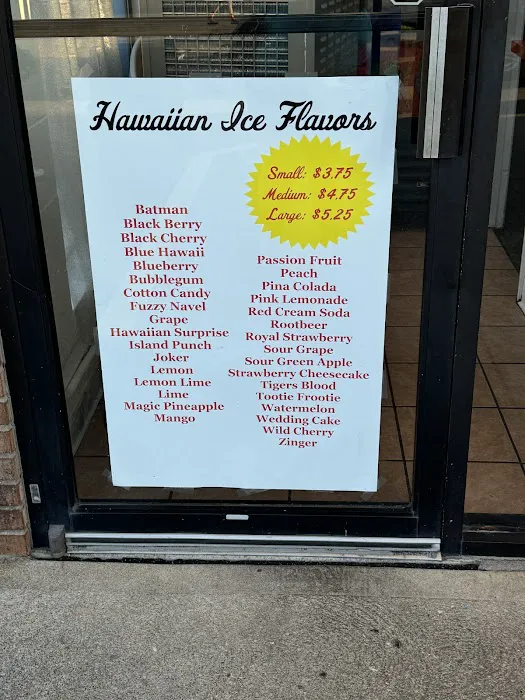 Hawaiian Ice Flavors
Small: $3.75
Medium: $4.75
Large: $5.25
Batman
Black Berry
Black Cherry
Blue Hawaii
Blueberry
Bubblegum
Cotton Candy
Fuzzy Navel
Grape
Hawaiian Surprise
Island Punch
Joker
Lemon
Lemon Lime
Lime
Magic Pineapple
Mango
Passion Fruit
Peach
Pina Colada
Pink Lemonade
Red Cream Soda
Rootbeer
Royal Strawberry
Sour Grape
Sour Green Apple
Strawberry Cheesecake
Tigers Blood
Tootie Frootie
Watermelon
Wedding Cake
Wild Cherry
Zinger